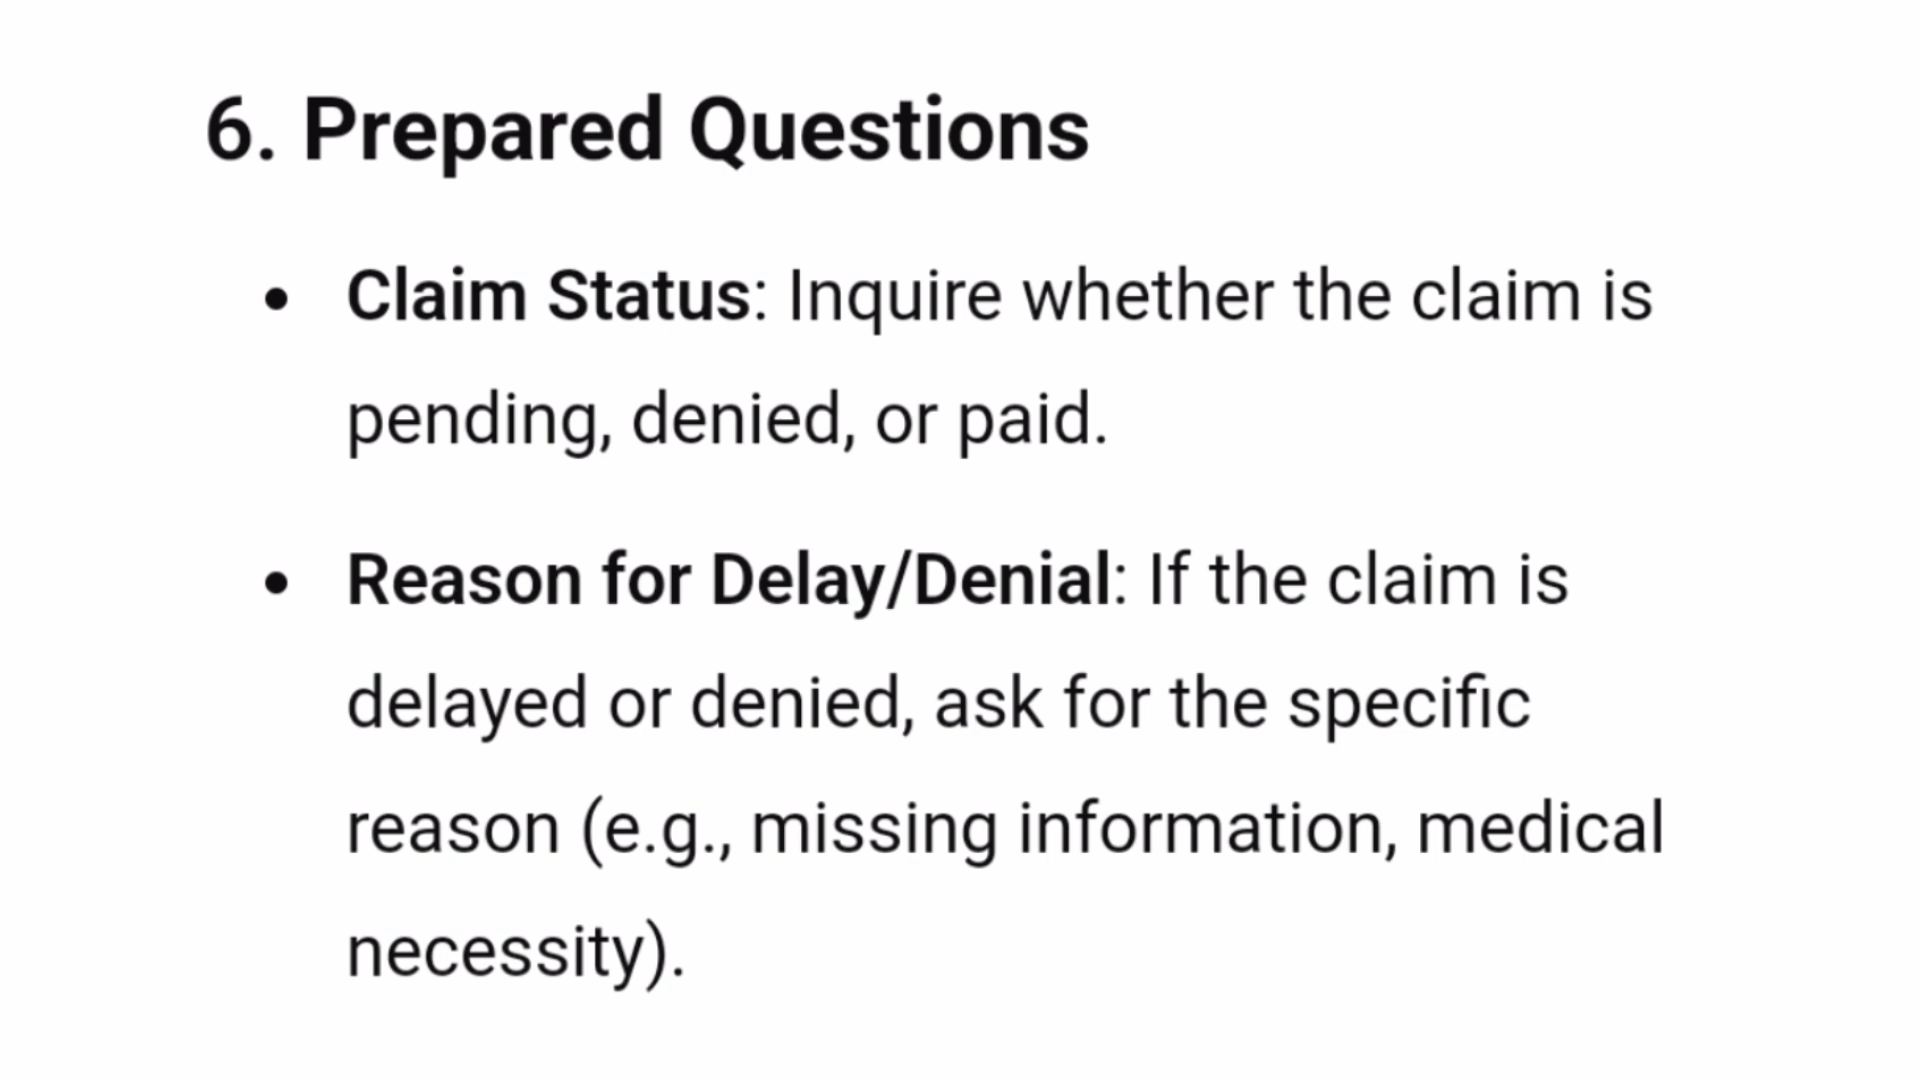 6. Prepared Questions
• Claim Status: Inquire whether the claim is
pending, denied, or paid.
• Reason for Delay/Denial: If the claim is
delayed or denied, ask for the specific
reason (e.g., missing information, medical
necessity).